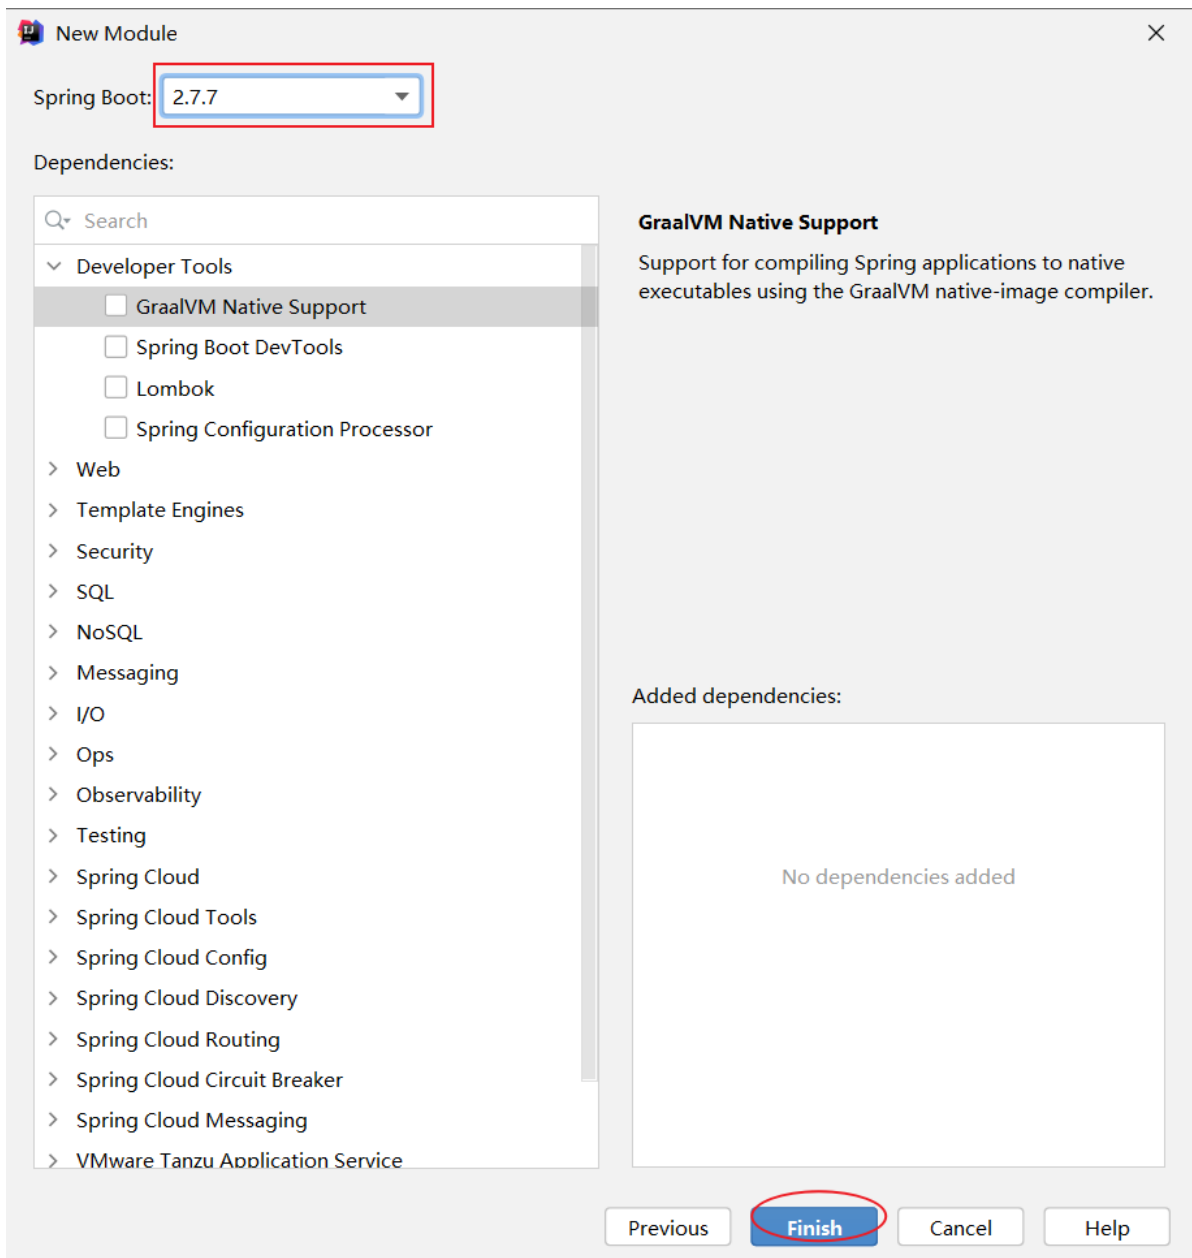 New Module
Spring Boot: 2.7.7
Dependencies:
Search
Developer Tools
GraalVM Native Support
Spring Boot DevTools
Lombok
Spring Configuration Processor
Web
Template Engines
Security
SQL
NoSQL
Messaging
I/O
Ops
Observability
Testing
Spring Cloud
Spring Cloud Tools
Spring Cloud Config
Spring Cloud Discovery
Spring Cloud Routing
Spring Cloud Circuit Breaker
Spring Cloud Messaging
VMware Tanzu Application Service
GraalVM Native Support
Support for compiling Spring applications to native
executables using the GraalVM native-image compiler.
Added dependencies:
No dependencies added
Previous
Finish
Cancel
Help